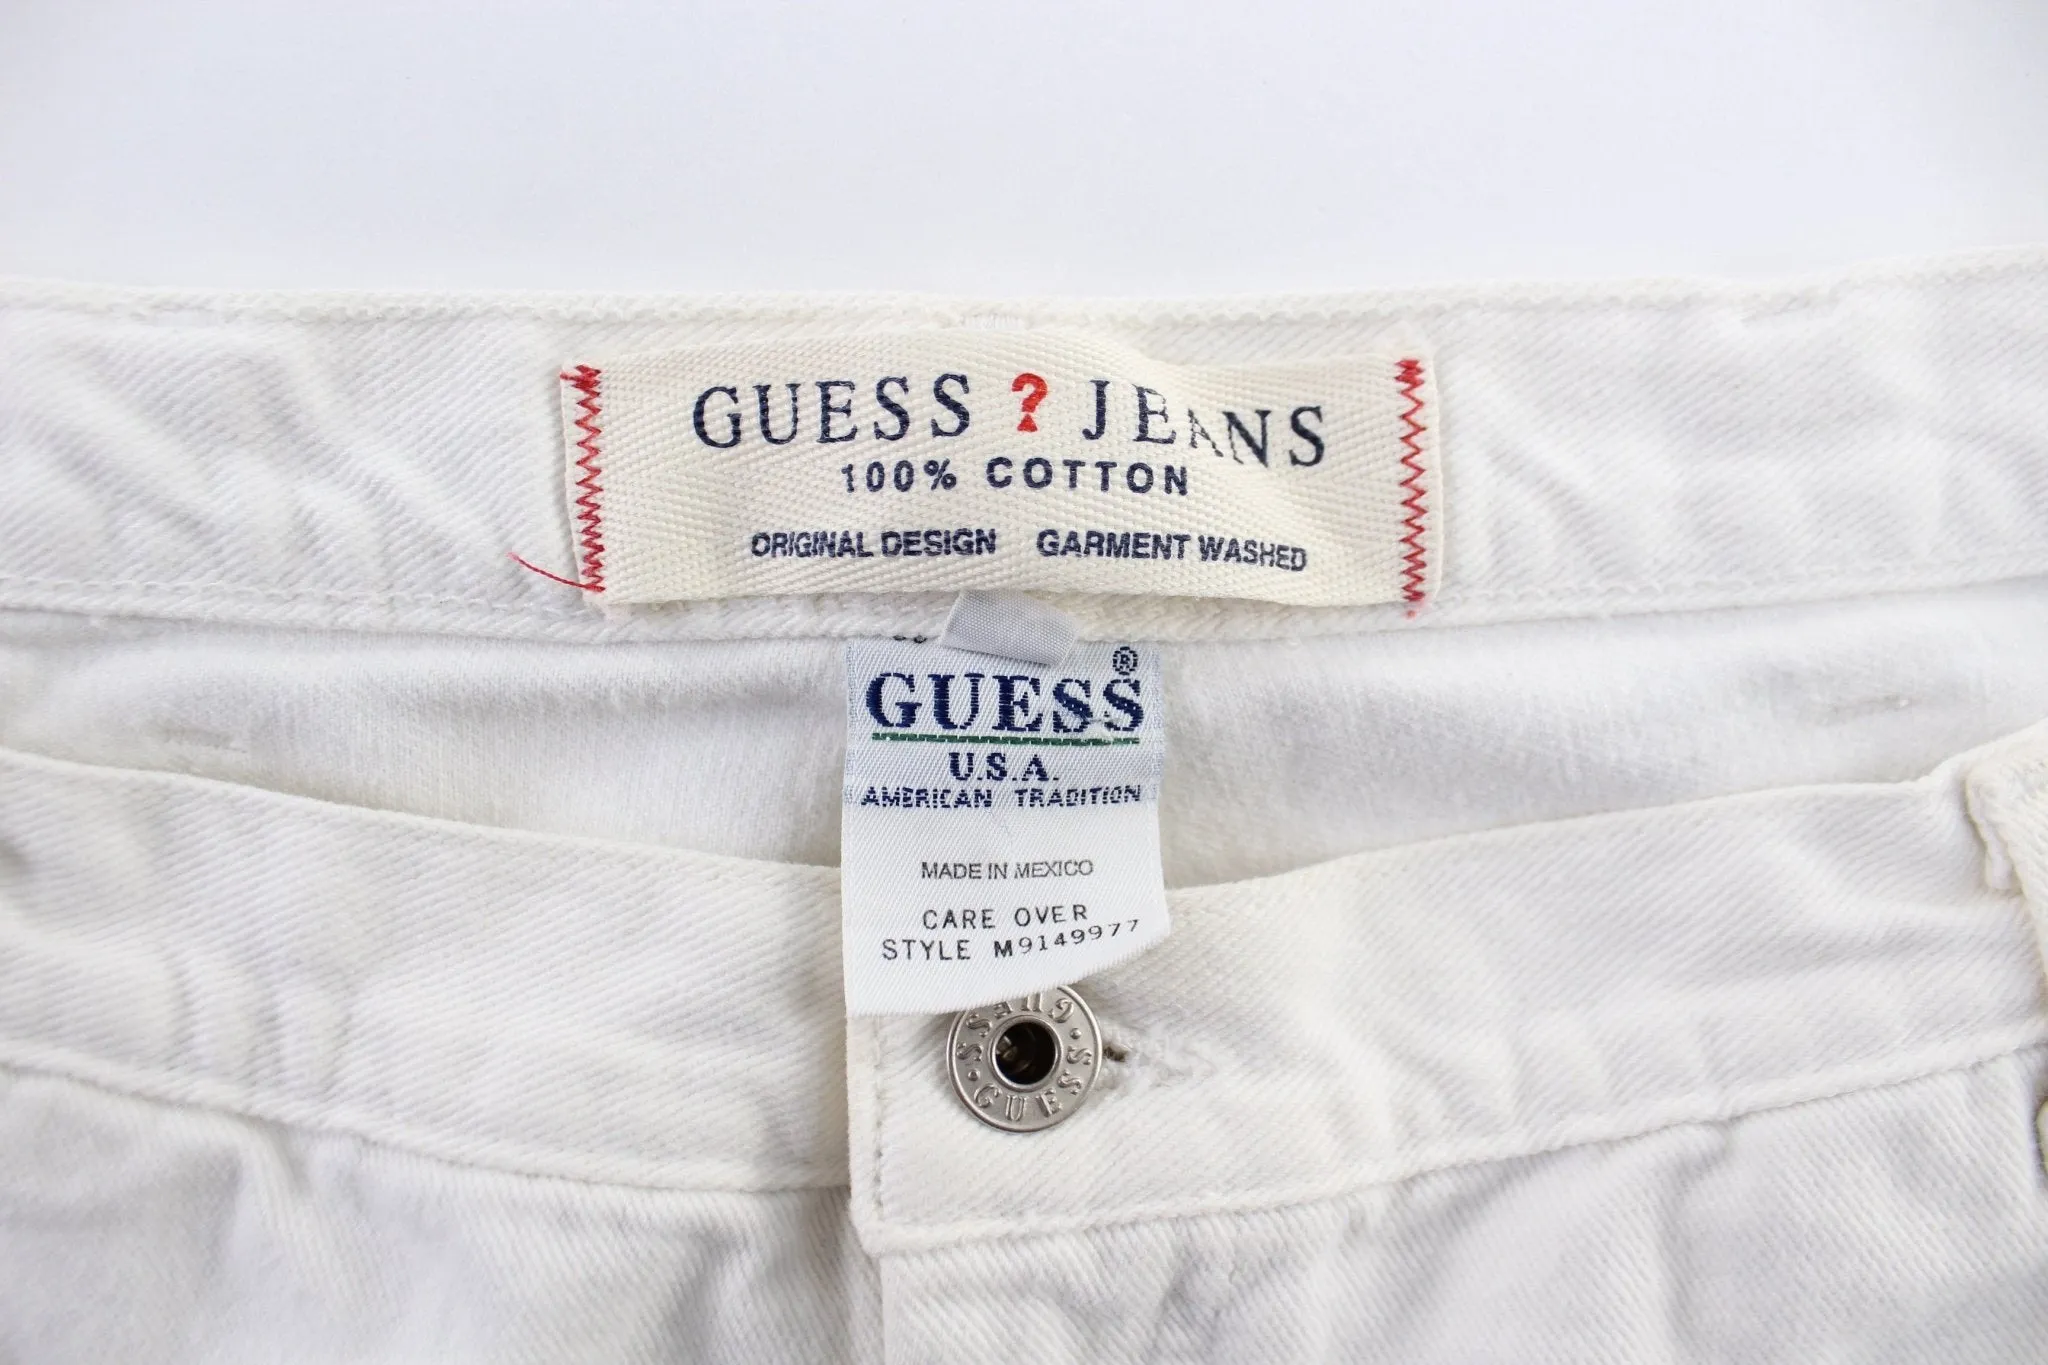 GUESS ? JEANS
100% COTTON
ORIGINAL DESIGN GARMENT WASHED
GUESS®
U.S.A.
AMERICAN TRADITION
MADE IN MEXICO
CARE OVER
STYLE M9149977
GUESS · GUESS ·